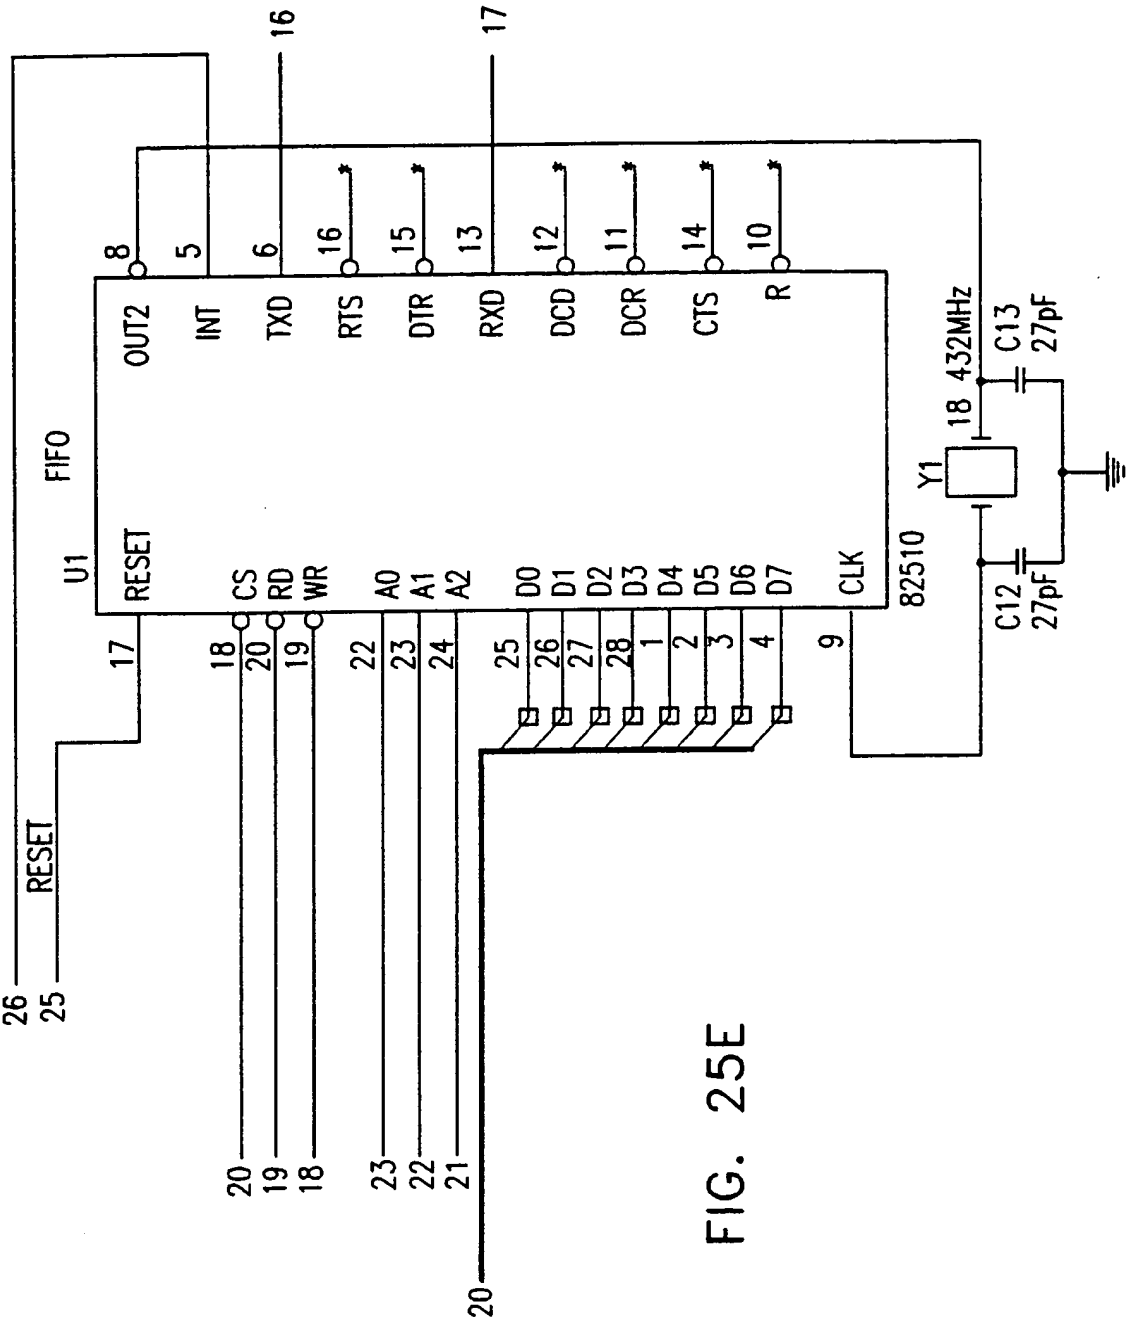 26
25 RESET
16
17
U1
FIFO
17 RESET
18 CS
20 RD
19 WR
22 A0
23 A1
24 A2
25 D0
26 D1
27 D2
28 D3
1 D4
2 D5
3 D6
4 D7
9 CLK
OUT2 8
INT 5
TXD 6
RTS 16 *
DTR 15 *
RXD 13
DCD 12 *
DCR 11 *
CTS 14 *
R 10 *
82510
20
19
18
23
22
21
20
Y1
18 432MHz
C12
27pF
C13
27pF
FIG. 25E